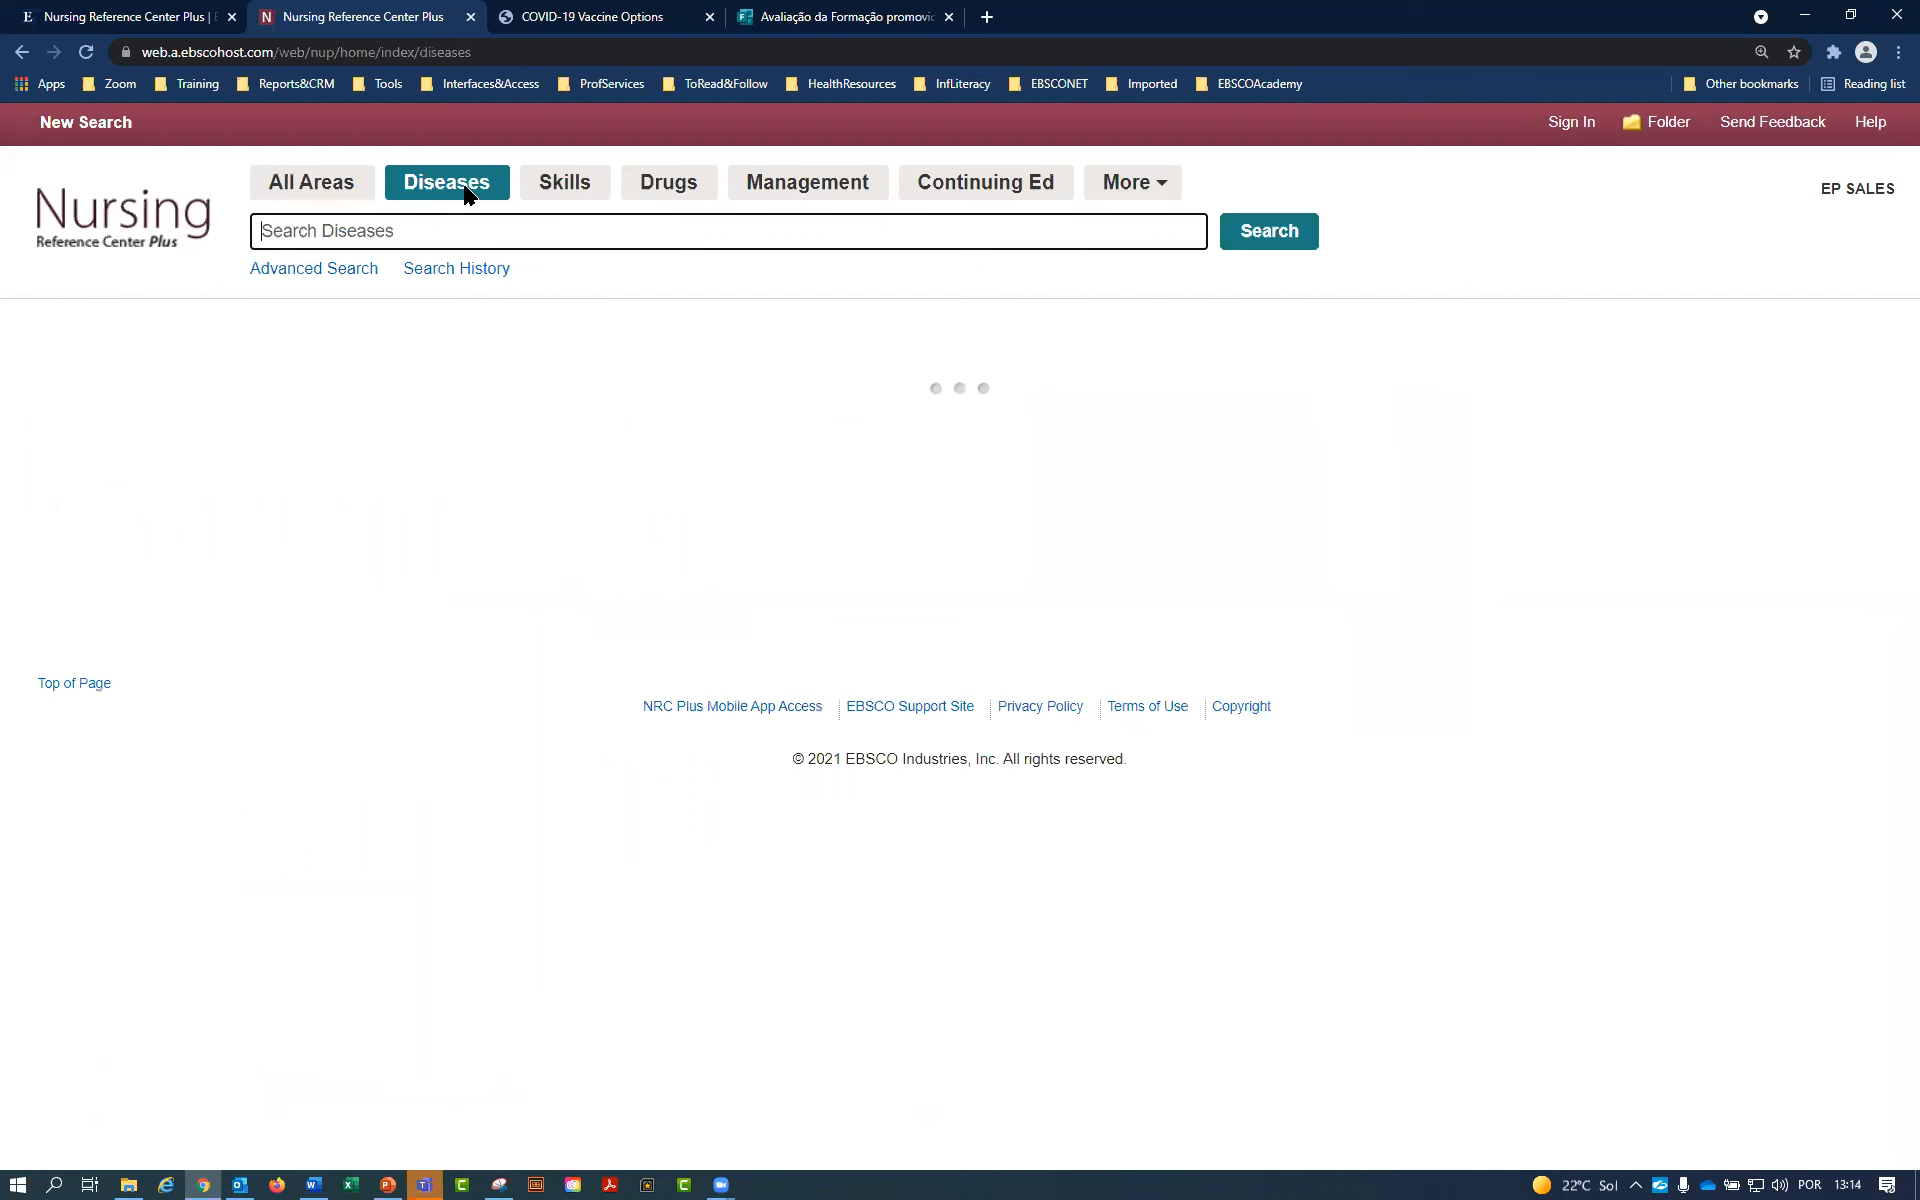 Nursing Reference Center Plus | E
Nursing Reference Center Plus
COVID-19 Vaccine Options
Avaliação da Formação promovid
web.a.ebscohost.com/web/nup/home/index/diseases
Apps
Zoom
Training
Reports&CRM
Tools
Interfaces&Access
ProfServices
ToRead&Follow
HealthResources
InfLiteracy
EBSCONET
Imported
EBSCOAcademy
Other bookmarks
Reading list
New Search
Sign In
Folder
Send Feedback
Help
All Areas
Diseases
Skills
Drugs
Management
Continuing Ed
More
EP SALES
Nursing
Reference Center Plus
Search Diseases
Search
Advanced Search
Search History
Top of Page
NRC Plus Mobile App Access
EBSCO Support Site
Privacy Policy
Terms of Use
Copyright
© 2021 EBSCO Industries, Inc. All rights reserved.
22°C Sol
POR
13:14